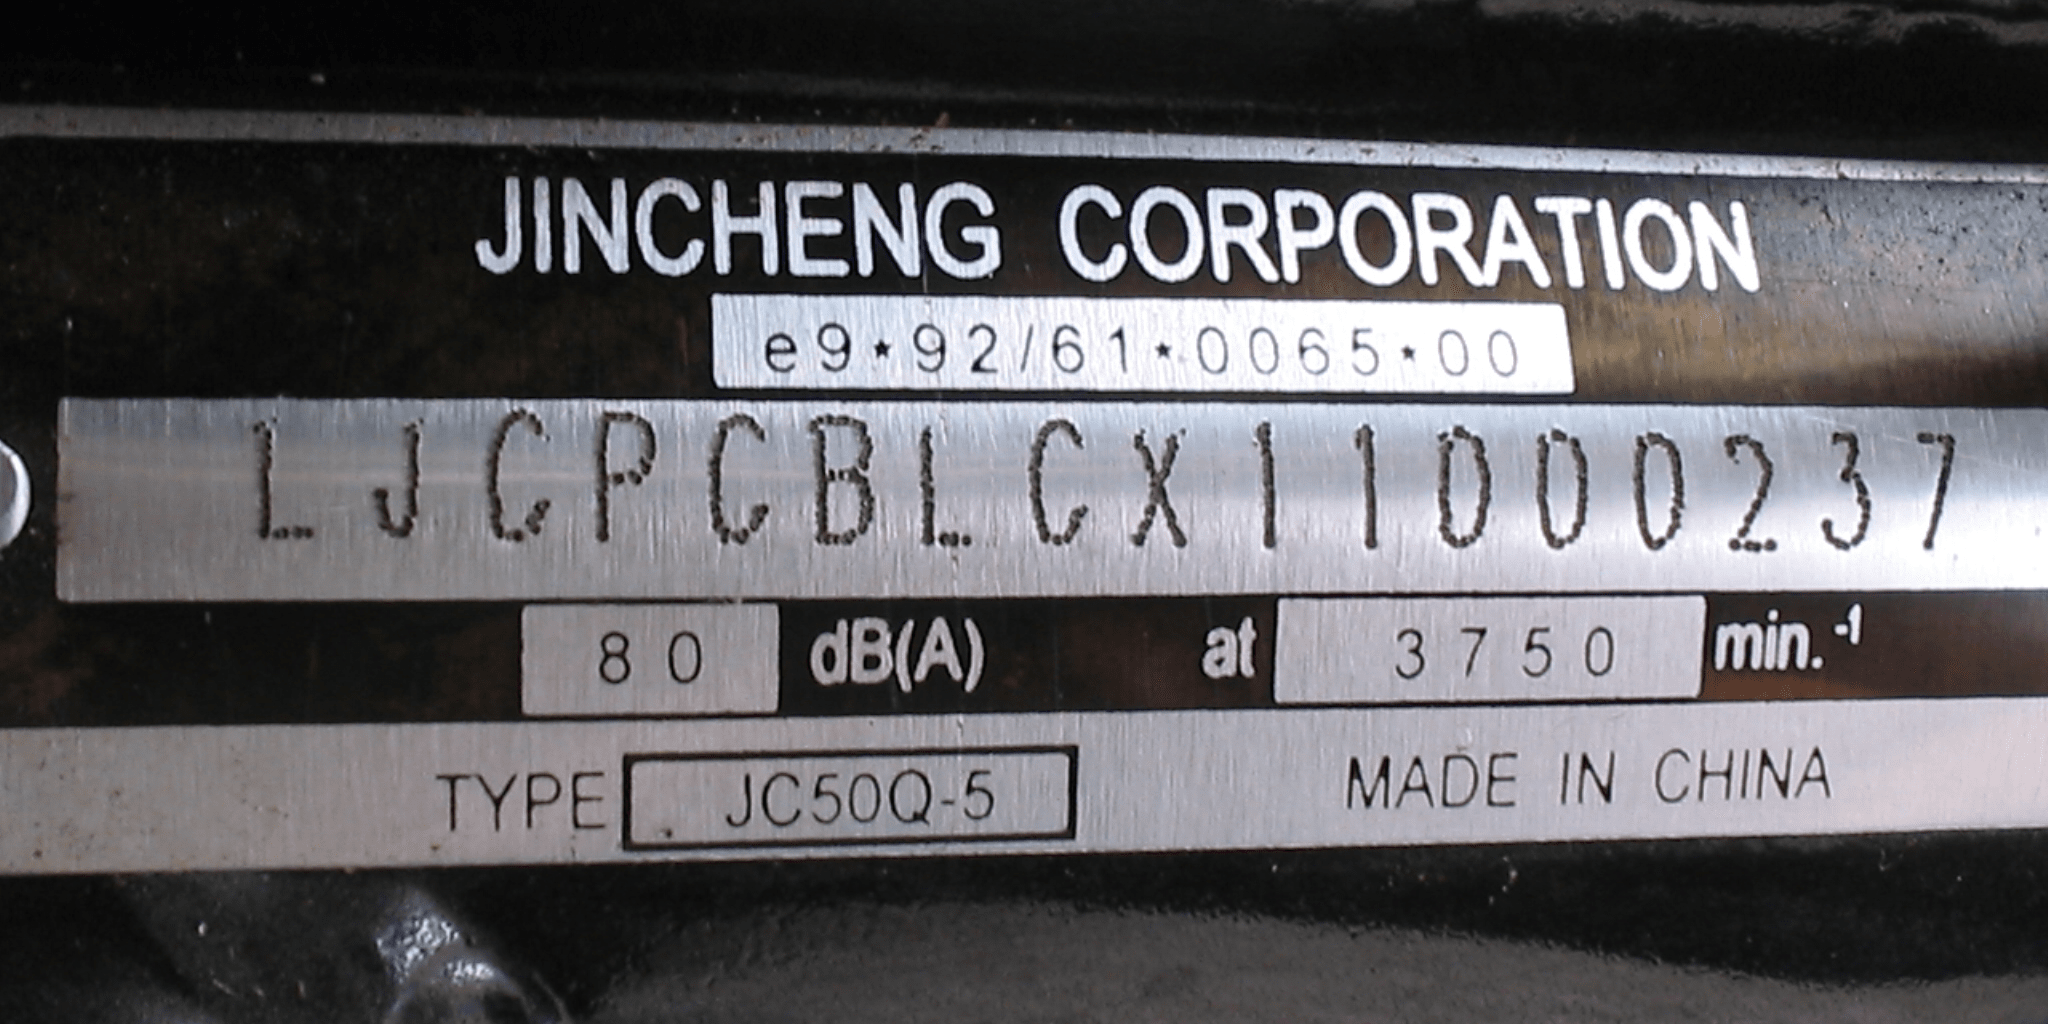 JINCHENG CORPORATION
e9*92/61*0065*00
LJCPCBLCX11000237
80 dB(A) at 3750 min.-1
TYPE JC50Q-5 MADE IN CHINA